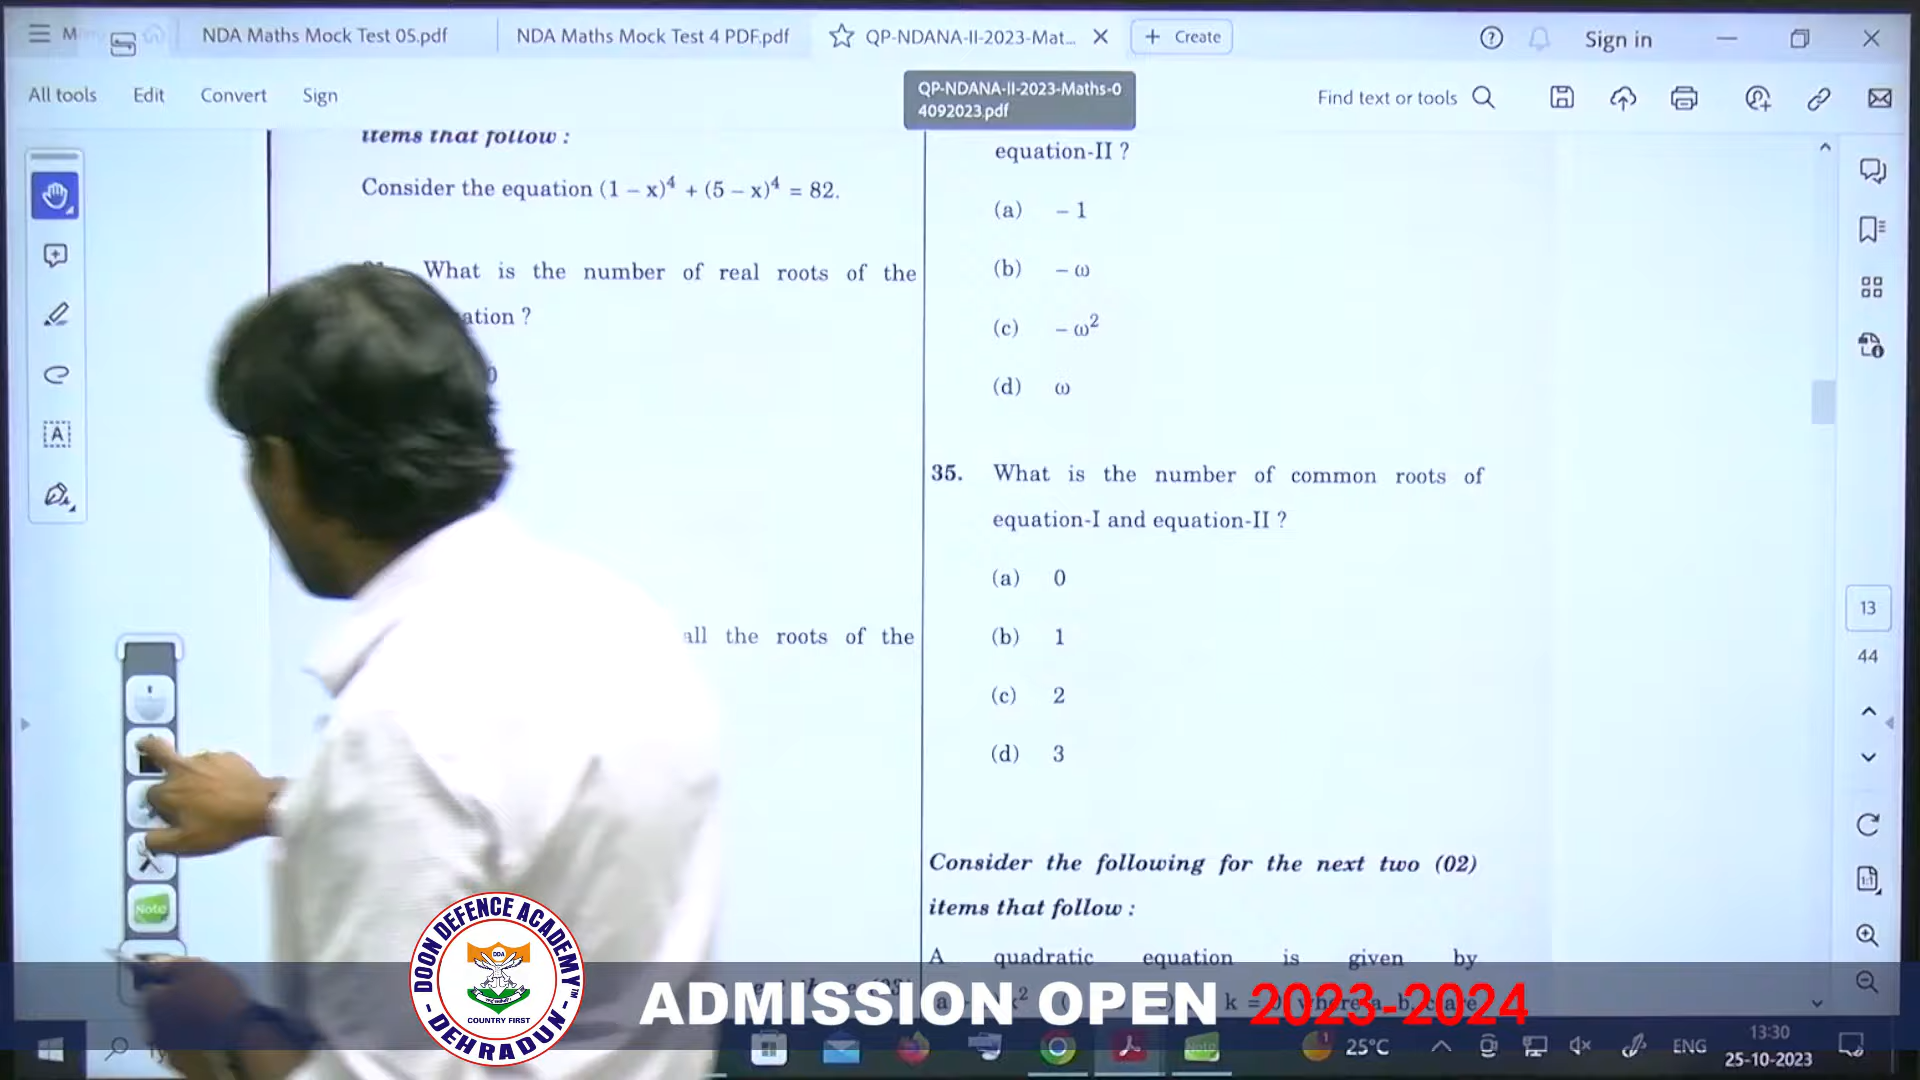 NDA Maths Mock Test 05.pdf
NDA Maths Mock Test 4 PDF.pdf
QP-NDANA-II-2023-Mat...
+ Create
Sign in
All tools
Edit
Convert
Sign
QP-NDANA-II-2023-Maths-0
4092023.pdf
Find text or tools
items that follow :
Consider the equation (1 – x)⁴ + (5 – x)⁴ = 82.
What is the number of real roots of the
ation ?
all the roots of the
equation-II ?
(a) – 1
(b) – ω
(c) – ω²
(d) ω
35. What is the number of common roots of
equation-I and equation-II ?
(a) 0
(b) 1
(c) 2
(d) 3
Consider the following for the next two (02)
items that follow :
A quadratic equation is given by
13
44
Note
DOON DEFENCE ACADEMY™
DDA
COUNTRY FIRST
- DEHRADUN -
ADMISSION OPEN 2023-2024
25°C
ENG
13:30
25-10-2023